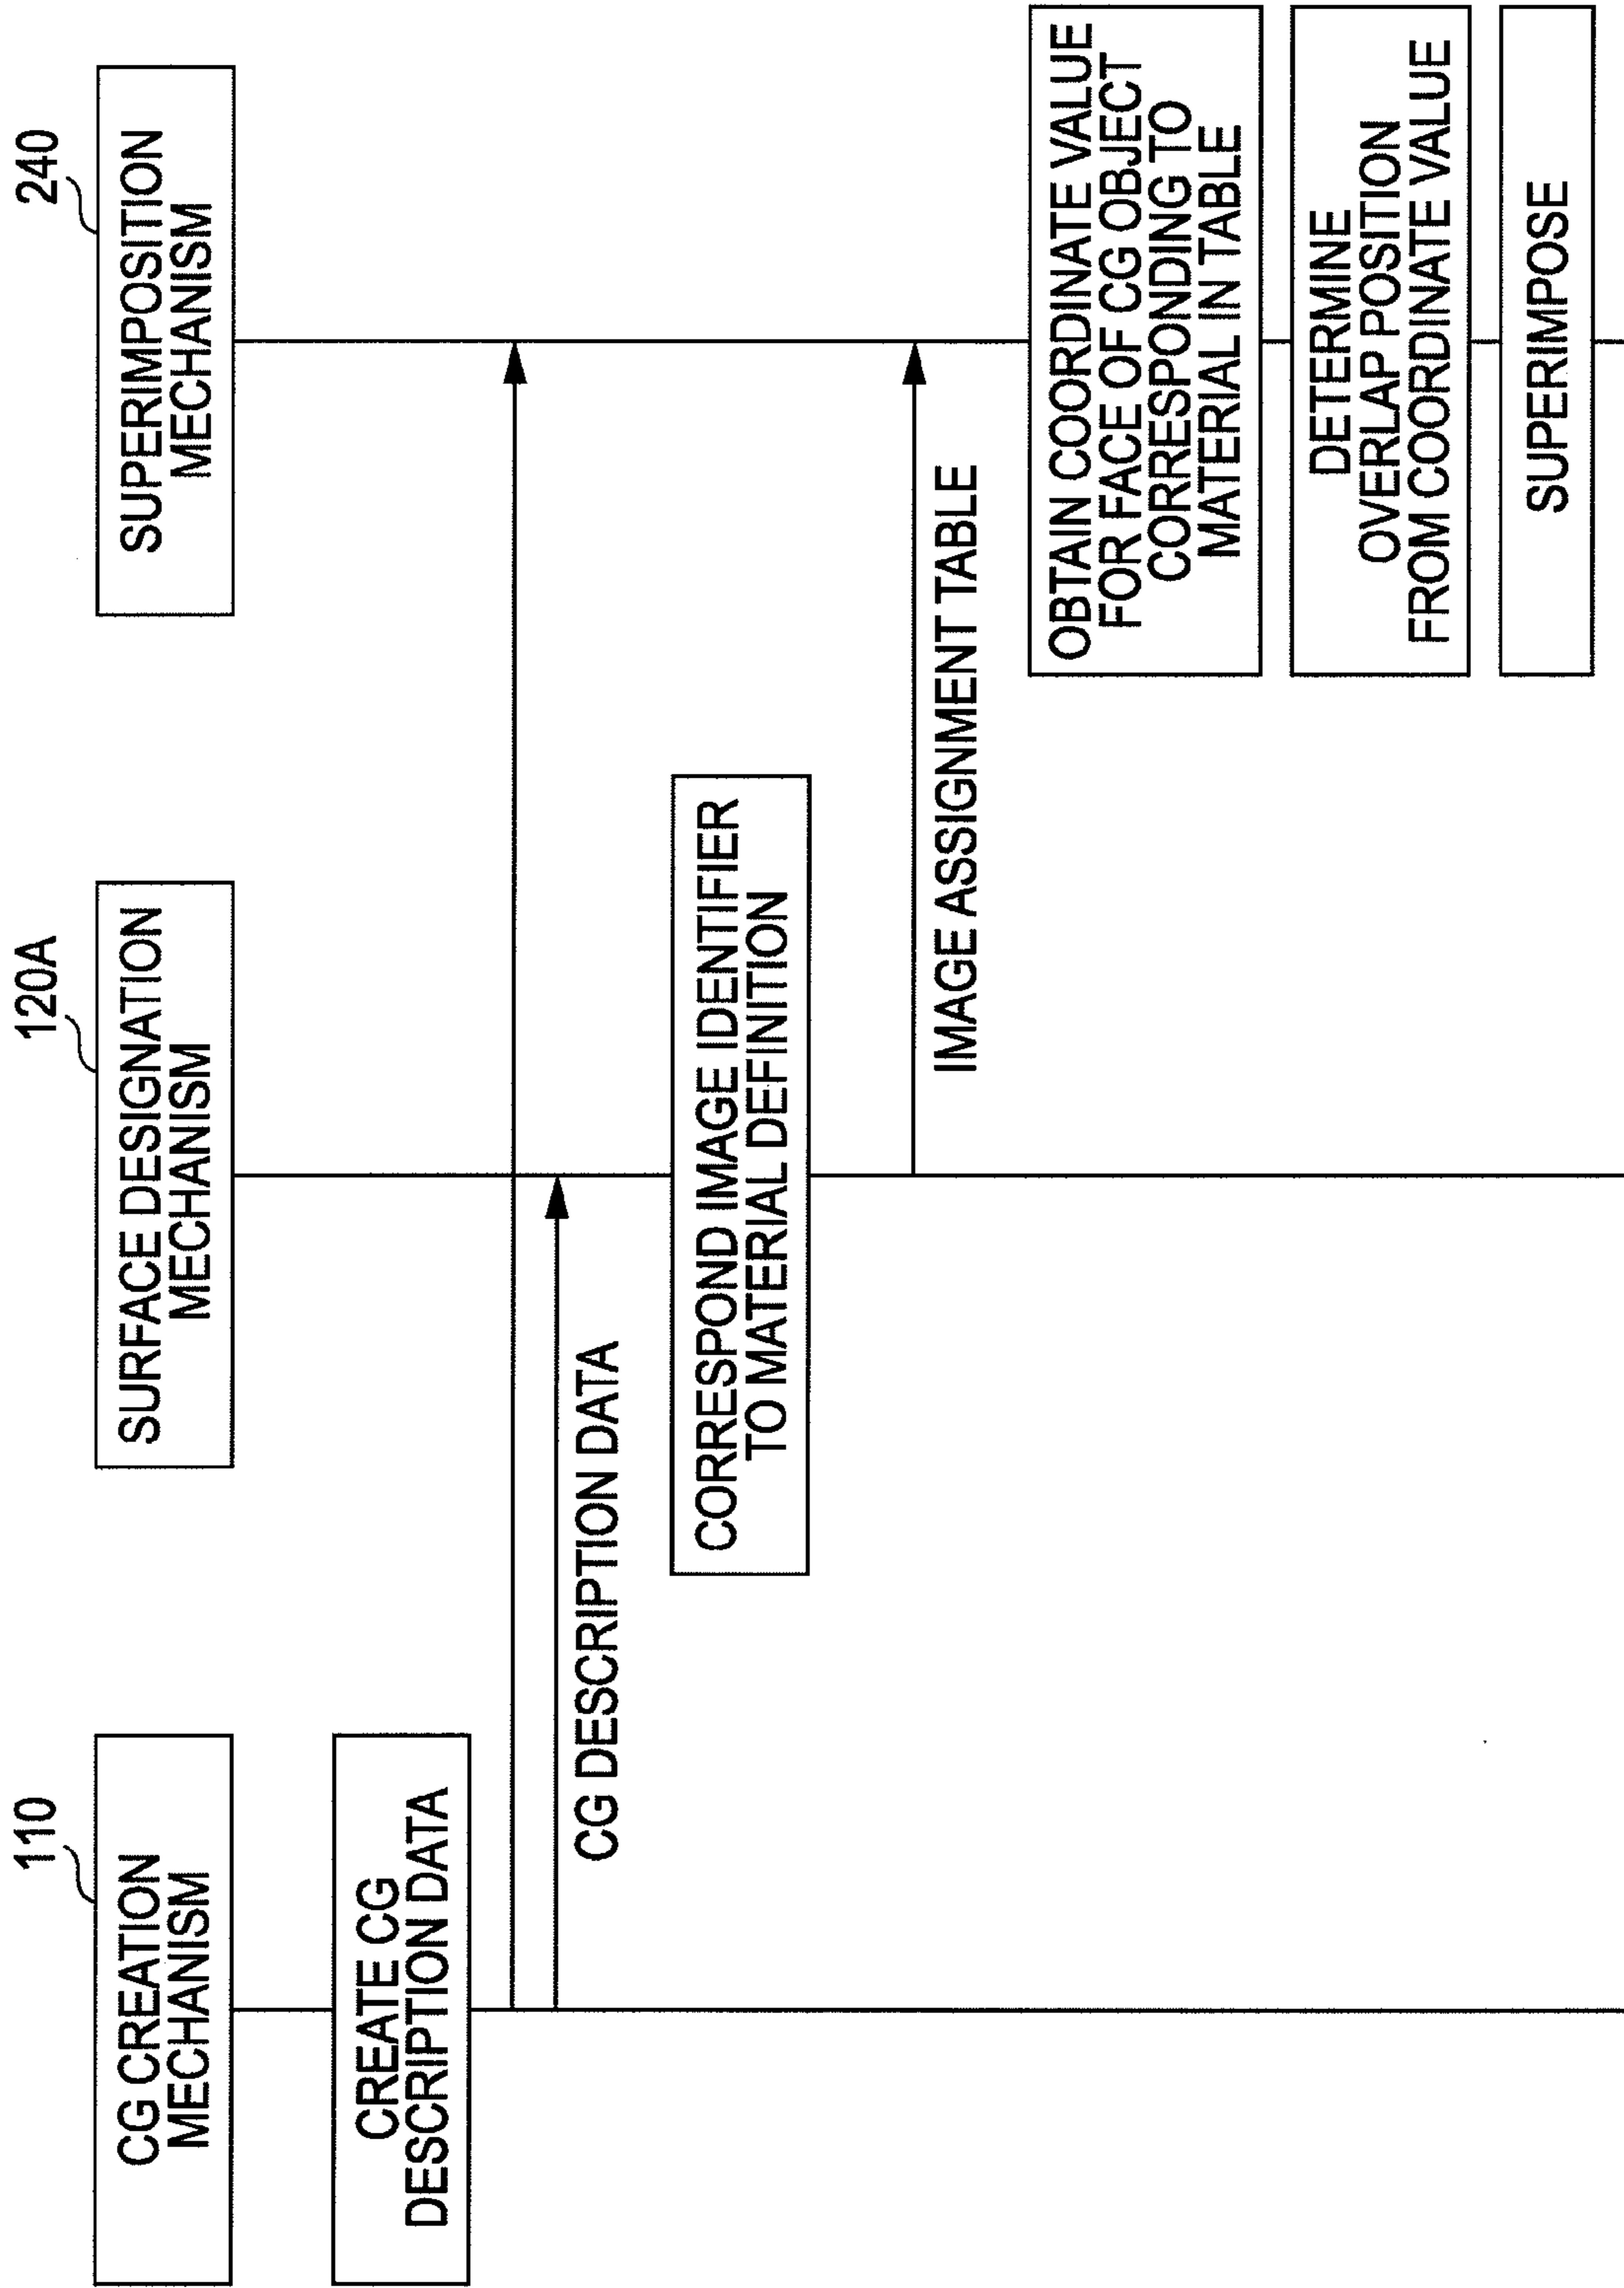 110
CG CREATION
MECHANISM
120A
SURFACE DESIGNATION
MECHANISM
240
SUPERIMPOSITION
MECHANISM
CREATE CG
DESCRIPTION DATA
CG DESCRIPTION DATA
CORRESPOND IMAGE IDENTIFIER
TO MATERIAL DEFINITION
IMAGE ASSIGNMENT TABLE
OBTAIN COORDINATE VALUE
FOR FACE OF CG OBJECT
CORRESPONDING TO
MATERIAL IN TABLE
DETERMINE
OVERLAP POSITION
FROM COORDINATE VALUE
SUPERIMPOSE